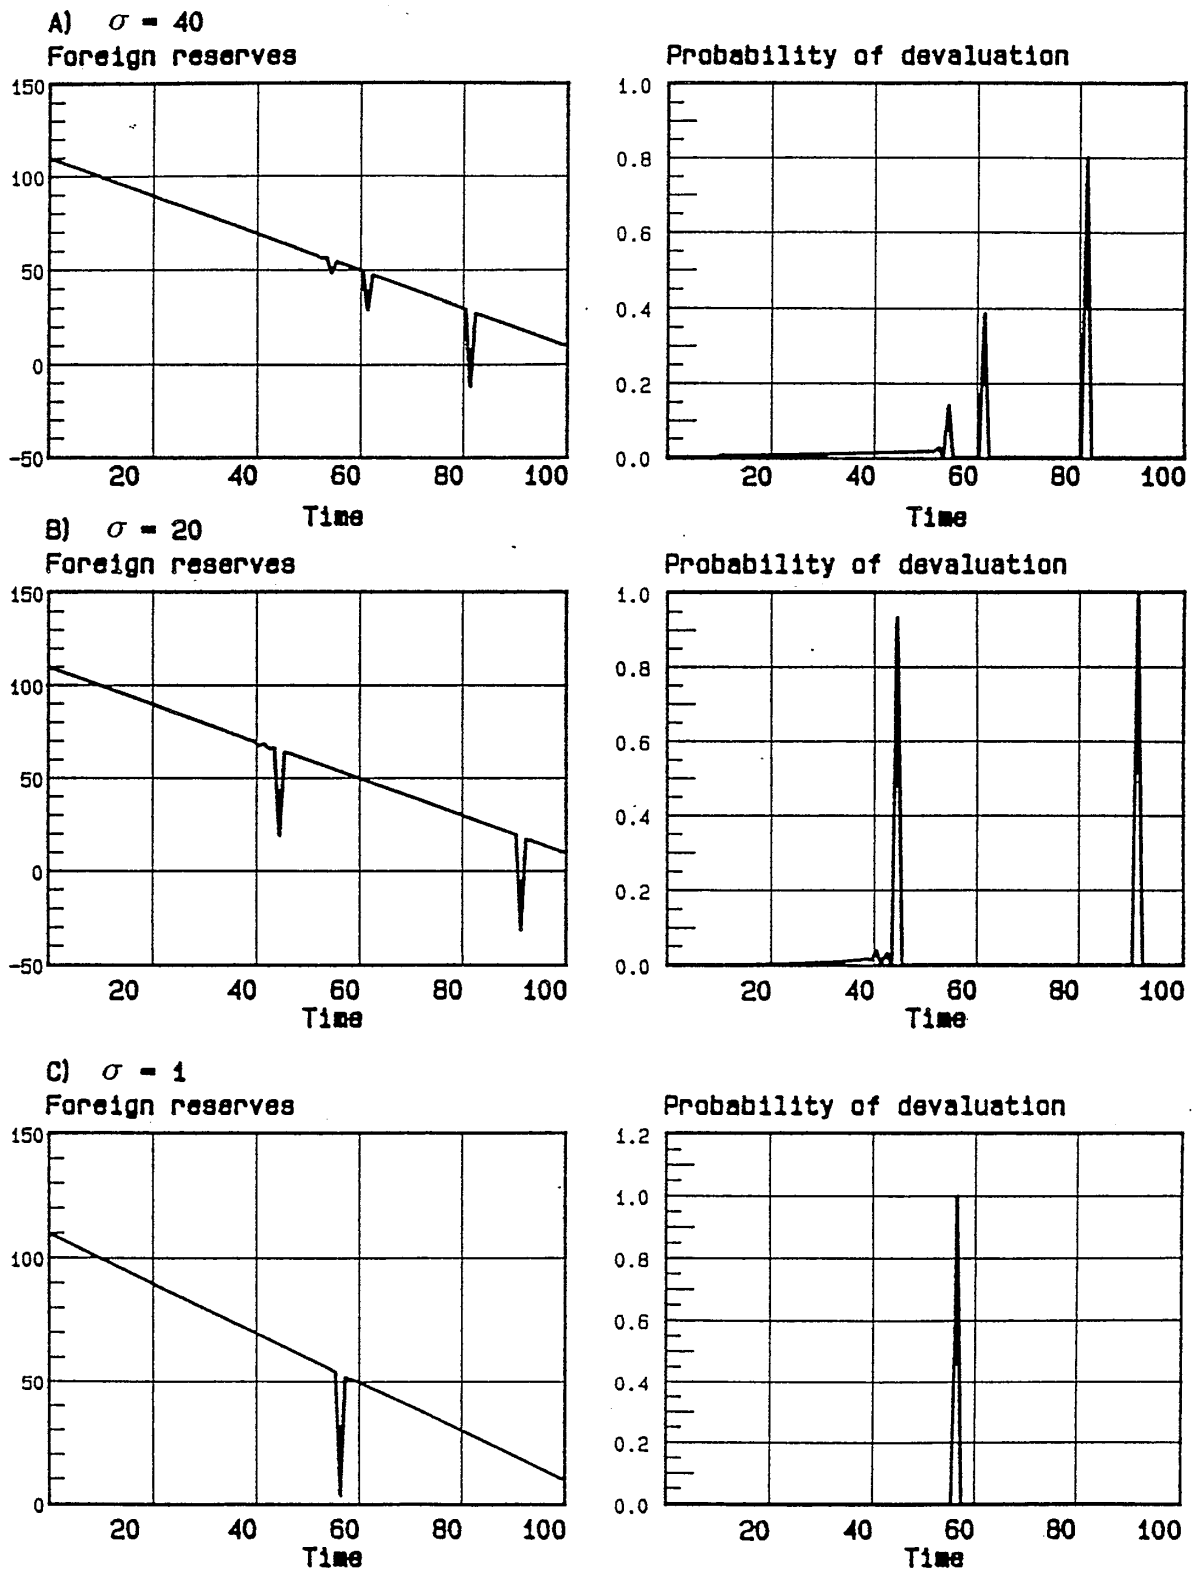 A) σ = 40
Foreign reserves
Probability of devaluation
150
100
50
0
-50
20 40 60 80 100
Time
1.0
0.8
0.6
0.4
0.2
0.0
20 40 60 80 100
Time
B) σ = 20
Foreign reserves
Probability of devaluation
150
100
50
0
-50
20 40 60 80 100
Time
1.0
0.8
0.6
0.4
0.2
0.0
20 40 60 80 100
Time
C) σ = 1
Foreign reserves
Probability of devaluation
150
100
50
0
20 40 60 80 100
Time
1.2
1.0
0.8
0.6
0.4
0.2
0.0
20 40 60 80 100
Time